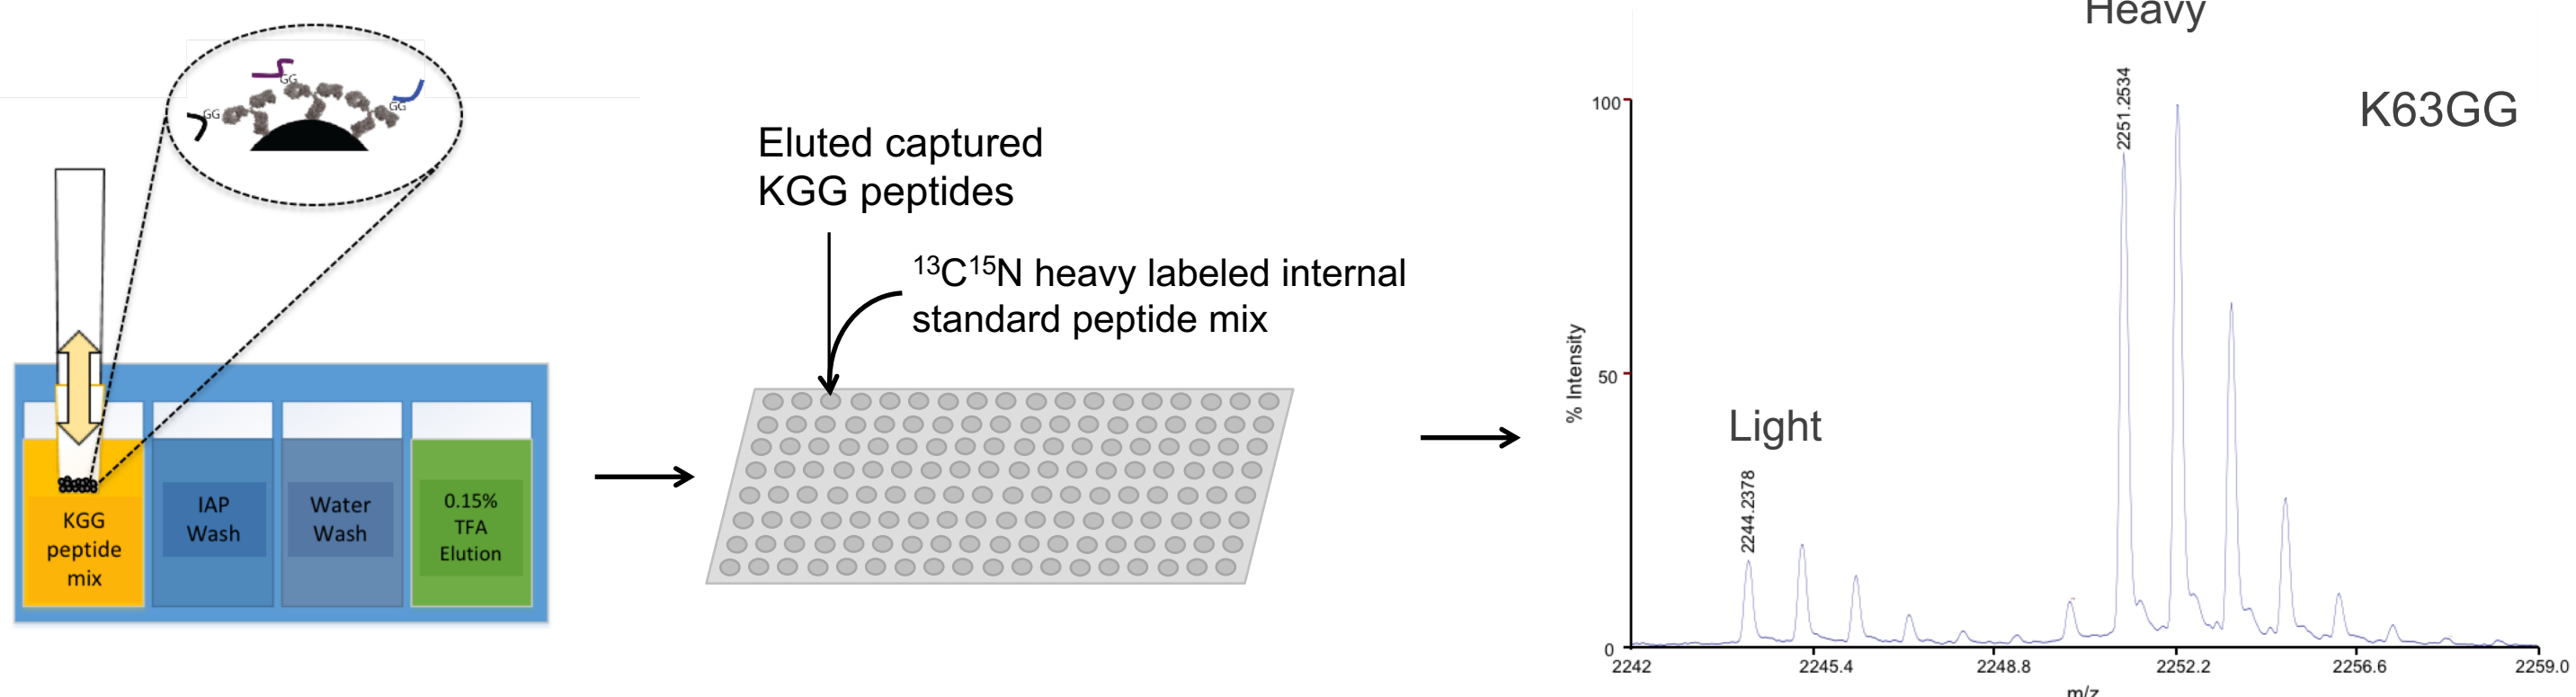 GG
GG
GG
KGG
peptide
mix
IAP
Wash
Water
Wash
0.15%
TFA
Elution
Eluted captured
KGG peptides
¹³C¹⁵N heavy labeled internal
standard peptide mix
Heavy
K63GG
Light
2244.2378
2251.2534
% Intensity
100
50
0
2242
2245.4
2248.8
2252.2
2256.6
2259.0
m/z